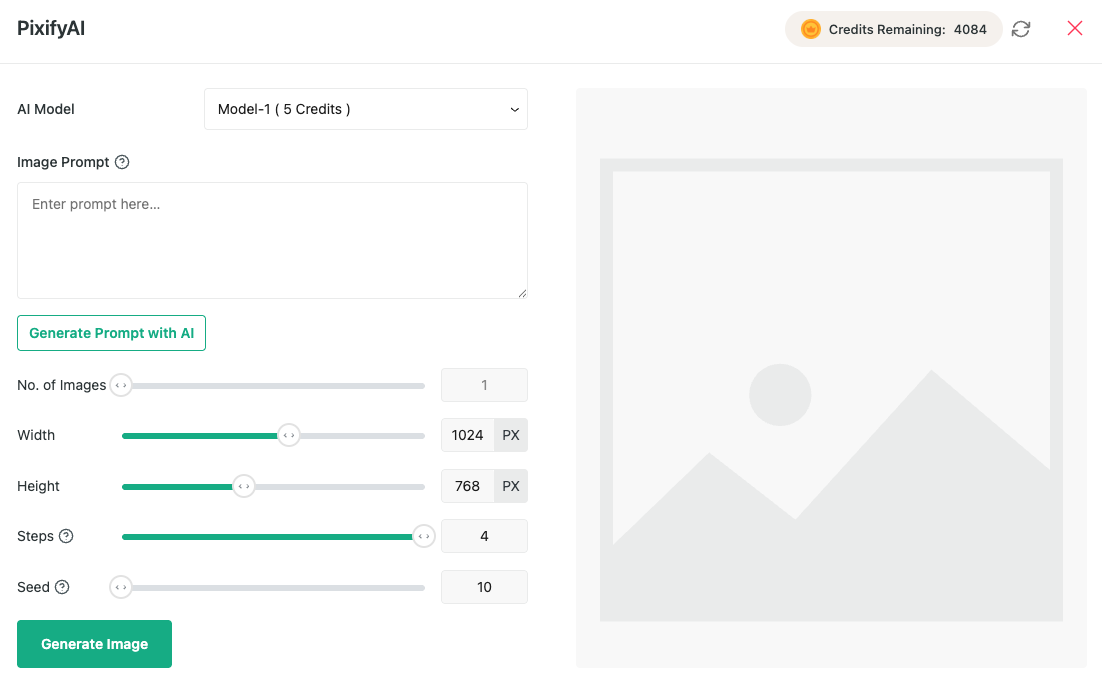 PixifyAI
Credits Remaining: 4084
AI Model
Model-1 ( 5 Credits )
Image Prompt ?
Enter prompt here...
Generate Prompt with AI
No. of Images 1
Width 1024 PX
Height 768 PX
Steps ? 4
Seed ? 10
Generate Image